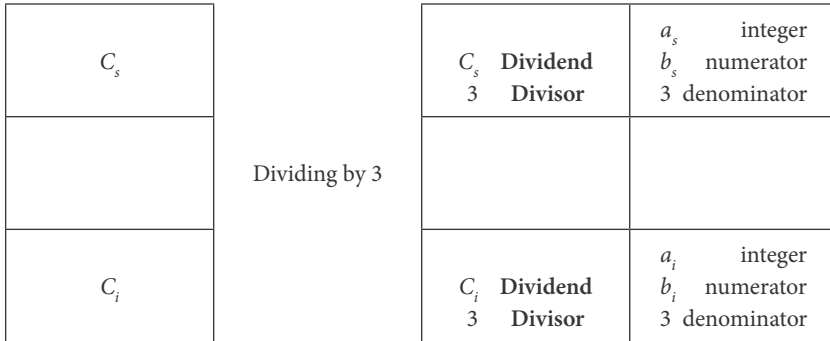 C_s
Dividing by 3
C_i
C_s Dividend
3 Divisor
a_s integer
b_s numerator
3 denominator
C_i Dividend
3 Divisor
a_i integer
b_i numerator
3 denominator